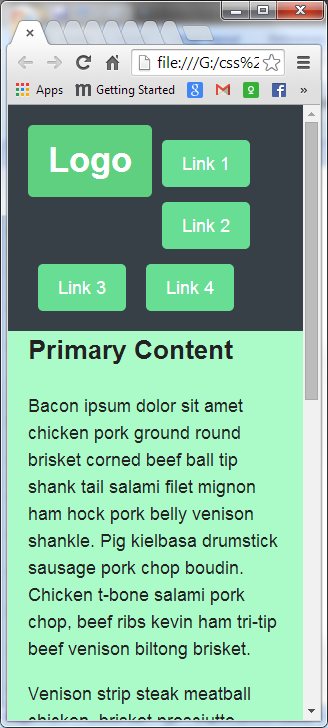 file:///G:/css%2
Apps
Getting Started
»
Logo
Link 1
Link 2
Link 3
Link 4
Primary Content
Bacon ipsum dolor sit amet
chicken pork ground round
brisket corned beef ball tip
shank tail salami filet mignon
ham hock pork belly venison
shankle. Pig kielbasa drumstick
sausage pork chop boudin.
Chicken t-bone salami pork
chop, beef ribs kevin ham tri-tip
beef venison biltong brisket.
Venison strip steak meatball
chicken, brisket prosciutto